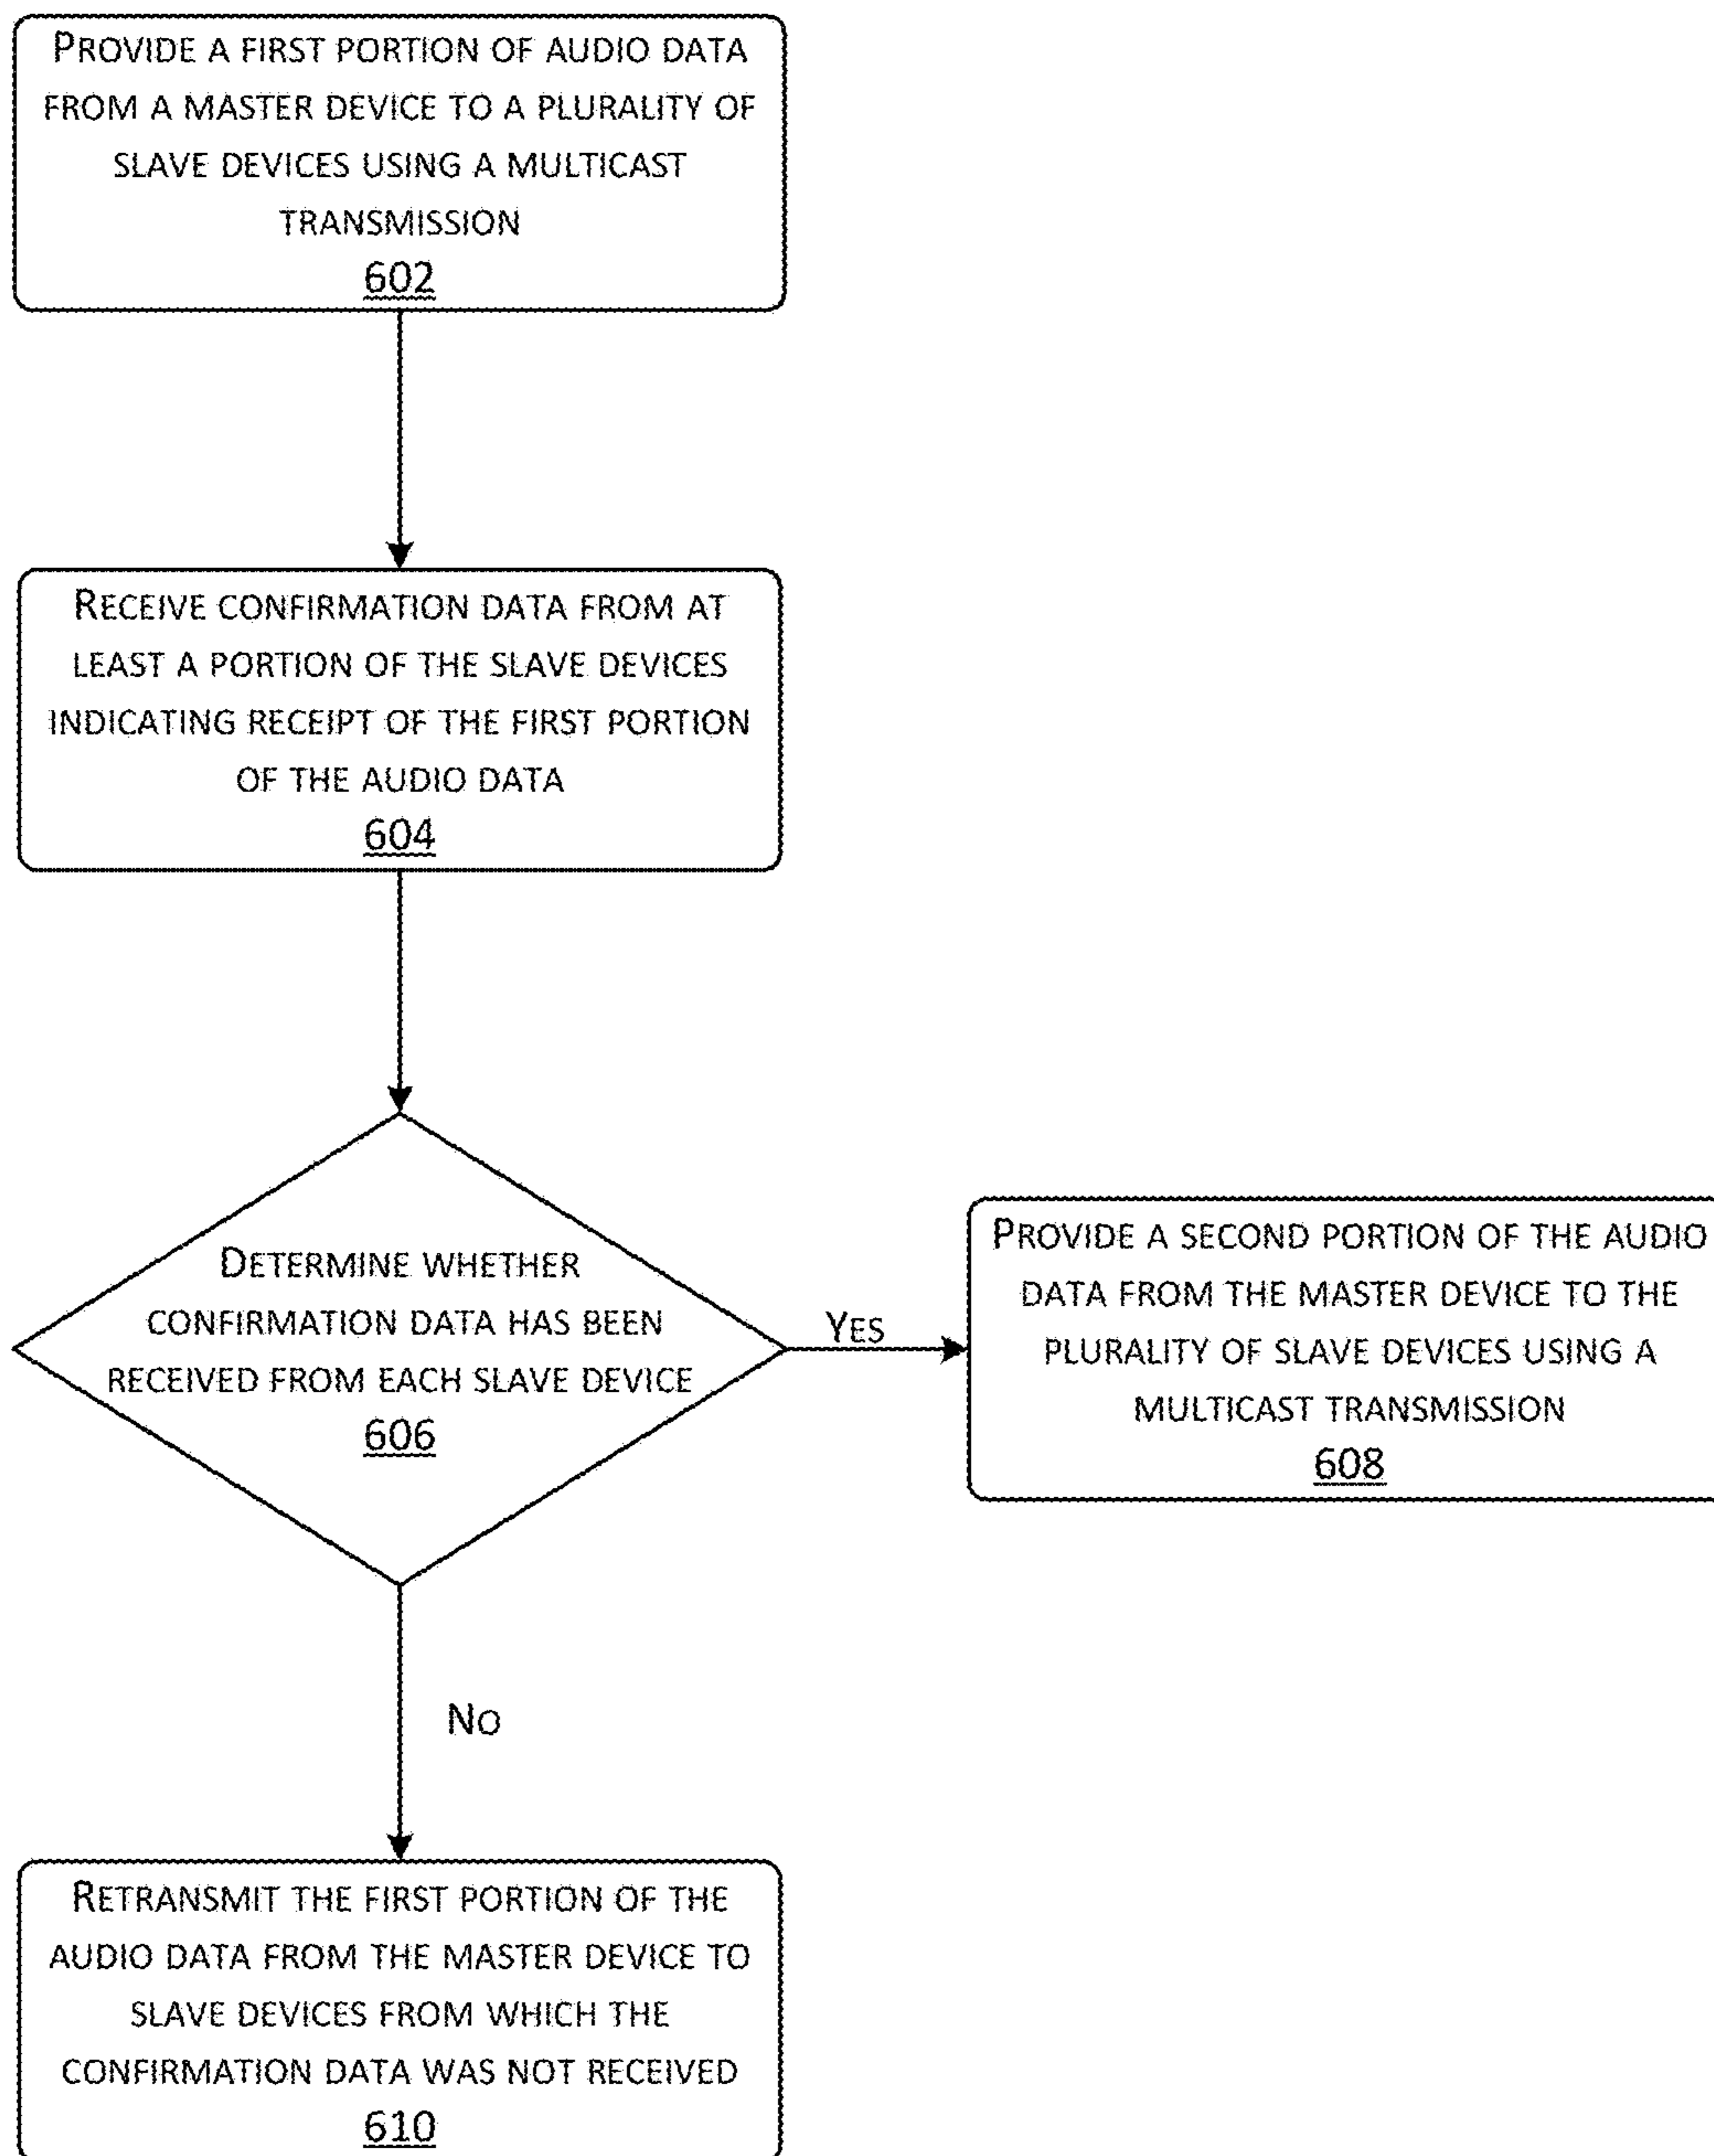 PROVIDE A FIRST PORTION OF AUDIO DATA
FROM A MASTER DEVICE TO A PLURALITY OF
SLAVE DEVICES USING A MULTICAST
TRANSMISSION
602
RECEIVE CONFIRMATION DATA FROM AT
LEAST A PORTION OF THE SLAVE DEVICES
INDICATING RECEIPT OF THE FIRST PORTION
OF THE AUDIO DATA
604
DETERMINE WHETHER
CONFIRMATION DATA HAS BEEN
RECEIVED FROM EACH SLAVE DEVICE
606
YES
PROVIDE A SECOND PORTION OF THE AUDIO
DATA FROM THE MASTER DEVICE TO THE
PLURALITY OF SLAVE DEVICES USING A
MULTICAST TRANSMISSION
608
NO
RETRANSMIT THE FIRST PORTION OF THE
AUDIO DATA FROM THE MASTER DEVICE TO
SLAVE DEVICES FROM WHICH THE
CONFIRMATION DATA WAS NOT RECEIVED
610